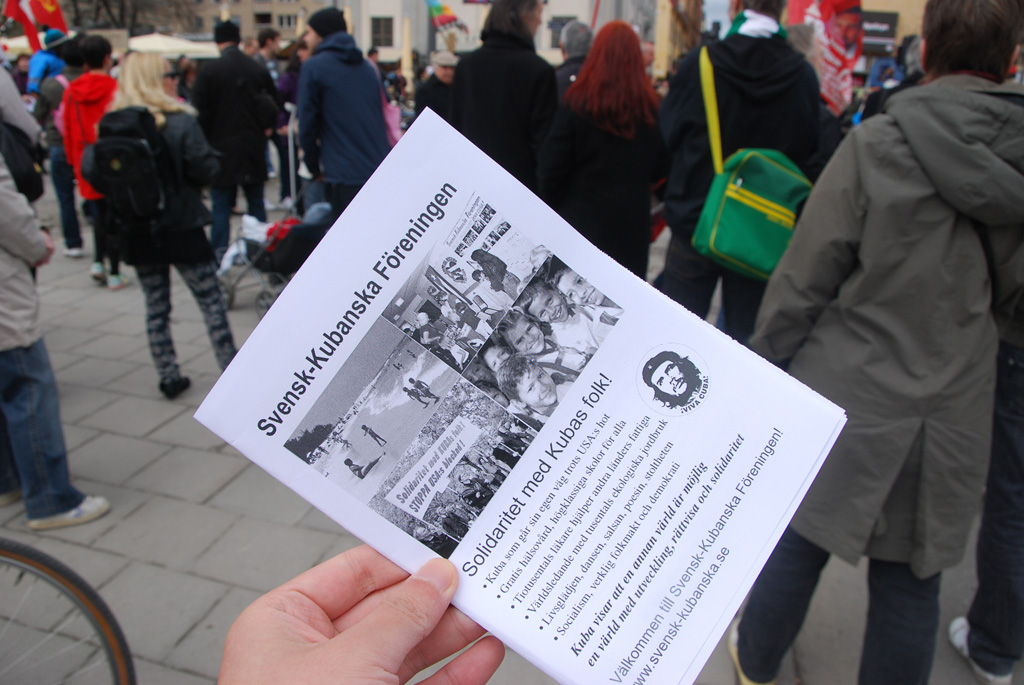 Svensk-Kubanska Föreningen
Solidaritet med KUBA och
STOPPA USAs blockad!
Solidaritet med Kubas folk!
¡VIVA CUBA!
• Kuba som går sin egen väg trots USA:s hot
• Gratis hälsovård, högklassiga skolor för alla
• Tiotusentals läkare hjälper andra länders fattiga
• Världsledande med tusentals ekologiska jordbruk
• Livsglädjen, dansen, salsan, poesin, stoltheten
• Socialism, verklig folkmakt och demokrati
Kuba visar att en annan värld är möjlig
en värld med utveckling, rättvisa och solidaritet
Välkommen till Svensk-Kubanska Föreningen!
www.svensk-kubanska.se